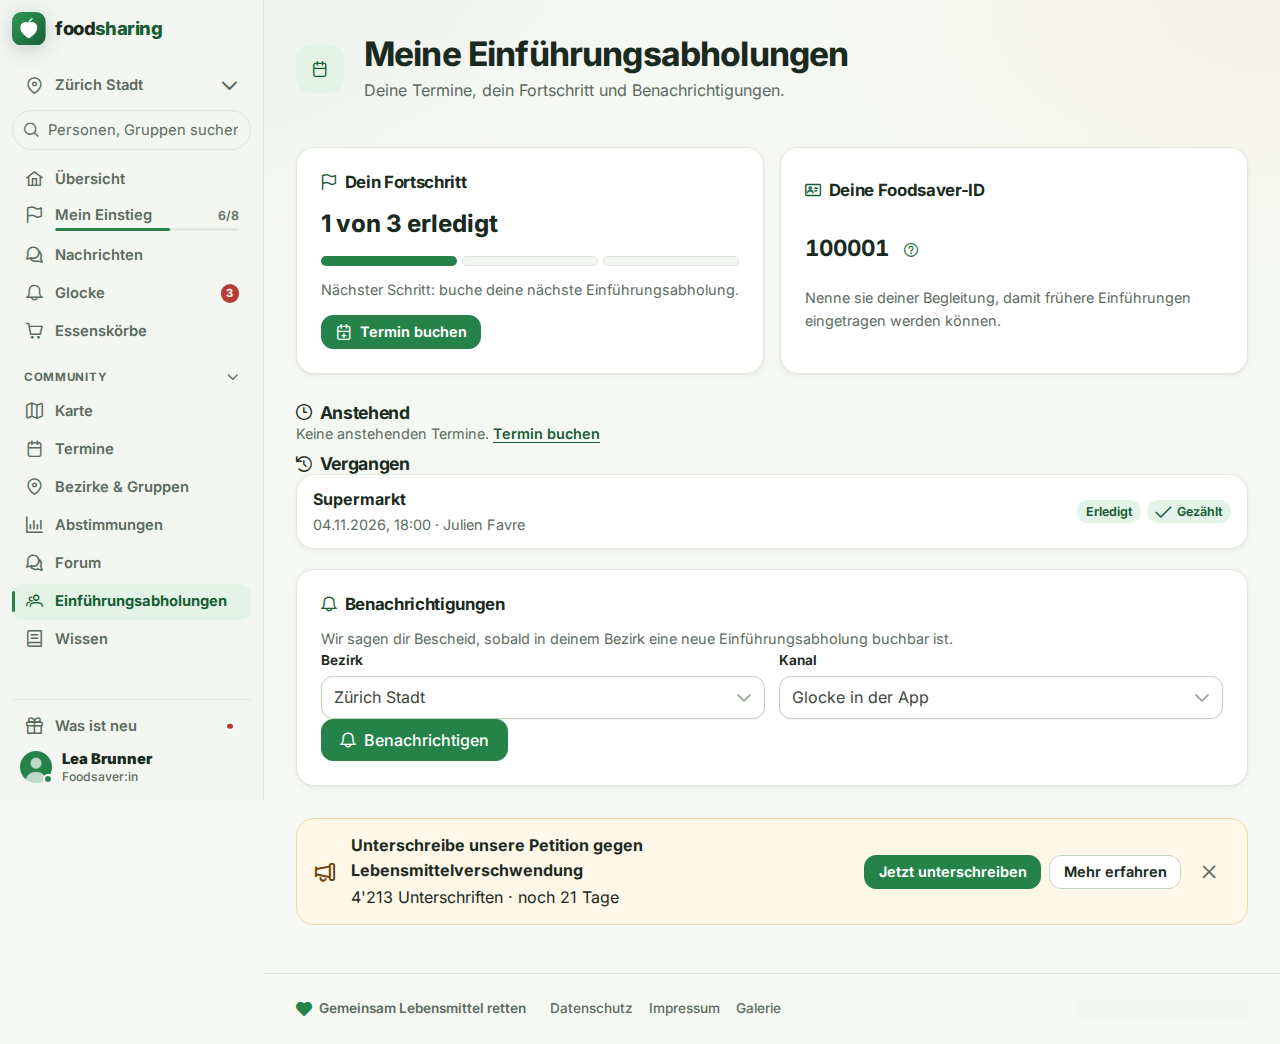 foodsharing
Zürich Stadt
Personen, Gruppen sucher
Übersicht
Mein Einstieg 6/8
Nachrichten
Glocke 3
Essenskörbe
COMMUNITY
Karte
Termine
Bezirke & Gruppen
Abstimmungen
Forum
Einführungsabholungen
Wissen
Was ist neu
Lea Brunner
Foodsaver:in
Meine Einführungsabholungen
Deine Termine, dein Fortschritt und Benachrichtigungen.
Dein Fortschritt
1 von 3 erledigt
Nächster Schritt: buche deine nächste Einführungsabholung.
Termin buchen
Deine Foodsaver-ID
100001
Nenne sie deiner Begleitung, damit frühere Einführungen
eingetragen werden können.
Anstehend
Keine anstehenden Termine. Termin buchen
Vergangen
Supermarkt
04.11.2026, 18:00 · Julien Favre
Erledigt Gezählt
Benachrichtigungen
Wir sagen dir Bescheid, sobald in deinem Bezirk eine neue Einführungsabholung buchbar ist.
Bezirk Kanal
Zürich Stadt Glocke in der App
Benachrichtigen
Unterschreibe unsere Petition gegen
Lebensmittelverschwendung
4'213 Unterschriften · noch 21 Tage
Jetzt unterschreiben Mehr erfahren
Gemeinsam Lebensmittel retten Datenschutz Impressum Galerie